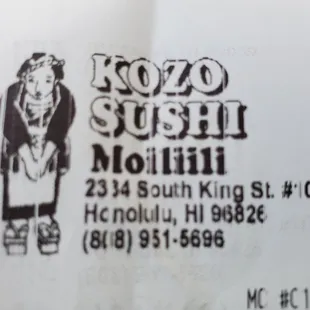 KOZO
SUSHI
Moiliili
2334 South King St. #10
Honolulu, HI 96826
(808) 951-5696
MC #C1